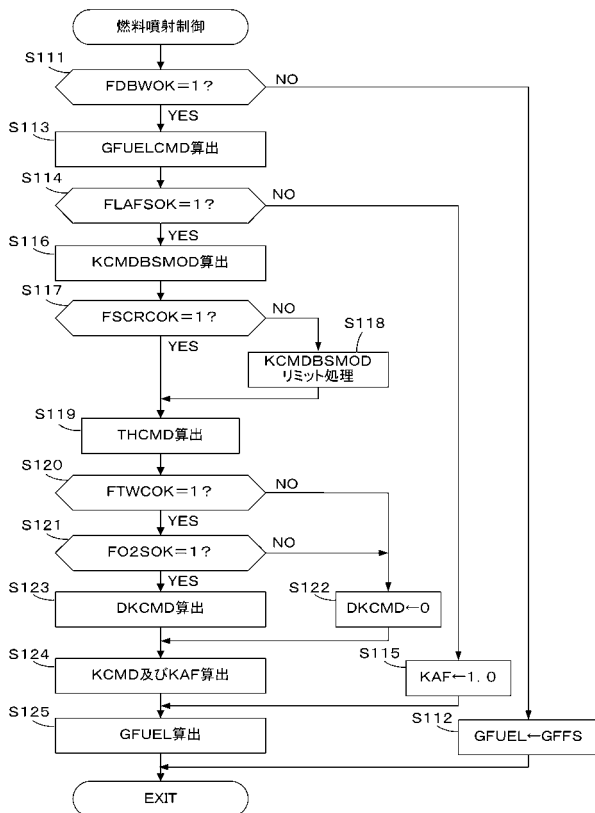 燃料噴射制御
S111
FDBWOK=1?
NO
YES
S113
GFUELCMD算出
S114
FLAFSOK=1?
NO
YES
S116
KCMDBSMOD算出
S117
FSCRCOK=1?
NO
YES
S118
KCMDBSMOD
リミット処理
S119
THCMD算出
S120
FTWCOK=1?
NO
YES
S121
FO2SOK=1?
NO
YES
S123
DKCMD算出
S122
DKCMD←0
S124
KCMD及びKAF算出
S115
KAF←1.0
S125
GFUEL算出
S112
GFUEL←GFFS
EXIT